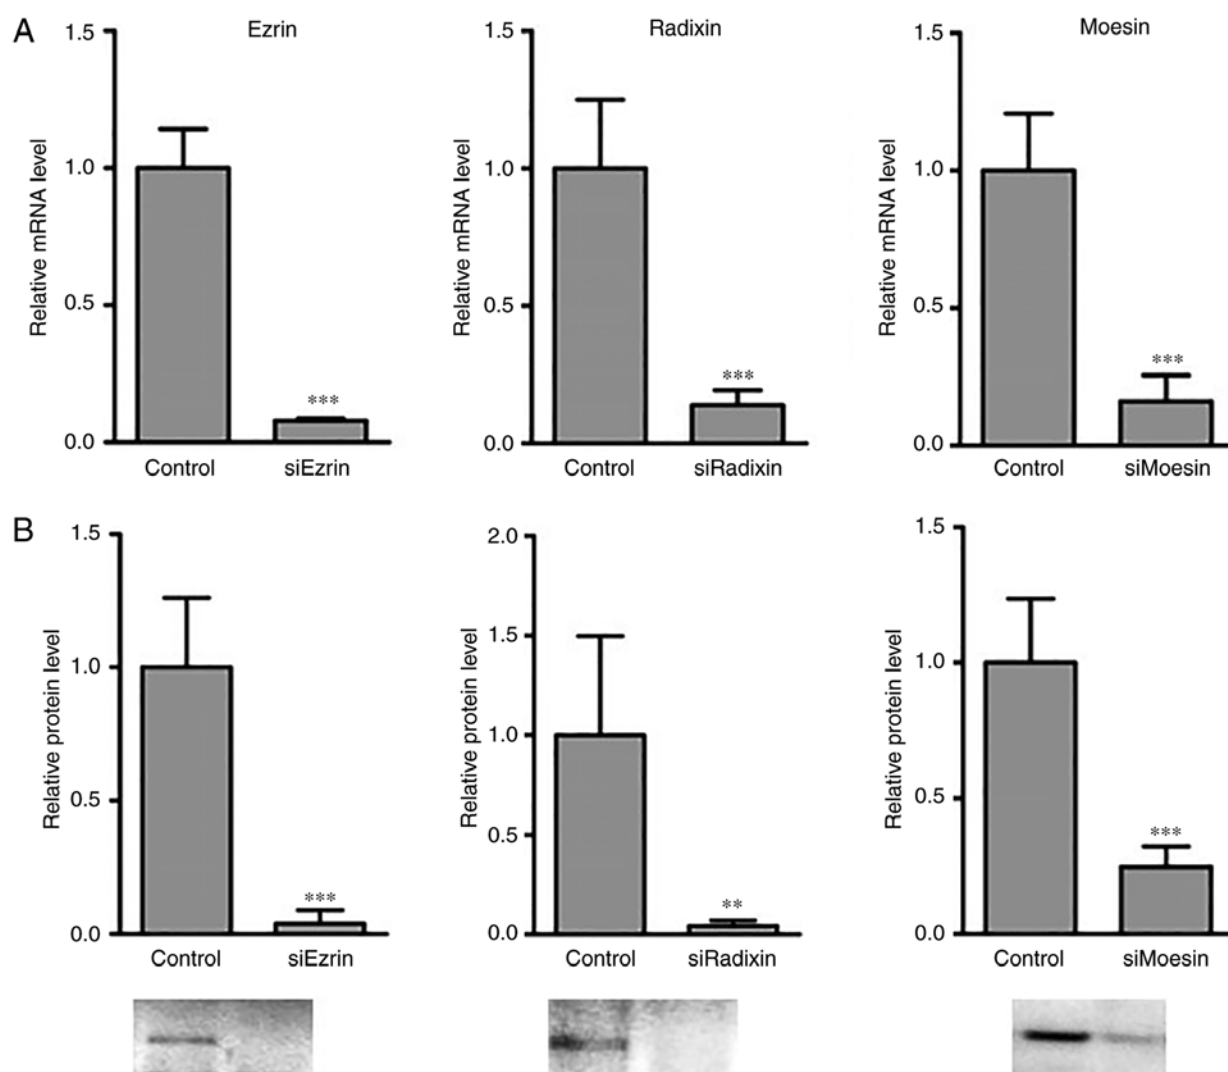 A
Ezrin
Radixin
Moesin
Relative mRNA level
1.5
1.0
0.5
0.0
***
Control siEzrin
Relative mRNA level
1.5
1.0
0.5
0.0
***
Control siRadixin
Relative mRNA level
1.5
1.0
0.5
0.0
***
Control siMoesin
B
Relative protein level
1.5
1.0
0.5
0.0
***
Control siEzrin
Relative protein level
2.0
1.5
1.0
0.5
0.0
**
Control siRadixin
Relative protein level
1.5
1.0
0.5
0.0
***
Control siMoesin